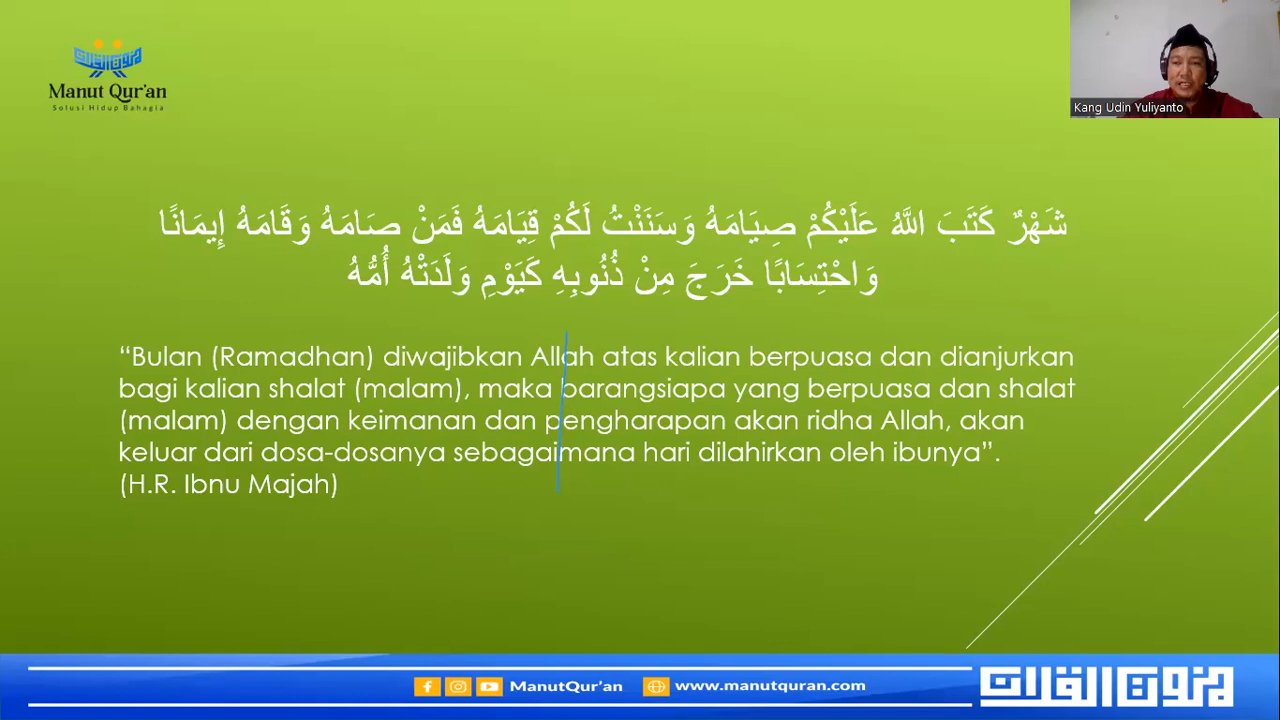 Manut Qur'an
Solusi Hidup Bahagia
Kang Udin Yuliyanto
شَهْرٌ كَتَبَ اللَّهُ عَلَيْكُمْ صِيَامَهُ وَسَنَنْتُ لَكُمْ قِيَامَهُ فَمَنْ صَامَهُ وَقَامَهُ إِيمَانًا
وَاحْتِسَابًا خَرَجَ مِنْ ذُنُوبِهِ كَيَوْمِ وَلَدَتْهُ أُمُّهُ
“Bulan (Ramadhan) diwajibkan Allah atas kalian berpuasa dan dianjurkan
bagi kalian shalat (malam), maka barangsiapa yang berpuasa dan shalat
(malam) dengan keimanan dan pengharapan akan ridha Allah, akan
keluar dari dosa-dosanya sebagaimana hari dilahirkan oleh ibunya”.
(H.R. Ibnu Majah)
ManutQur'an
www.manutquran.com